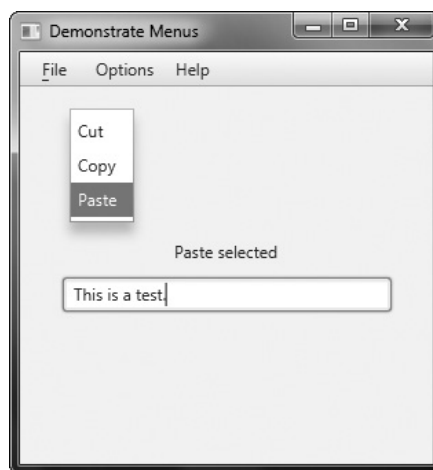 Demonstrate Menus
File Options Help
Cut
Copy
Paste
Paste selected
This is a test.